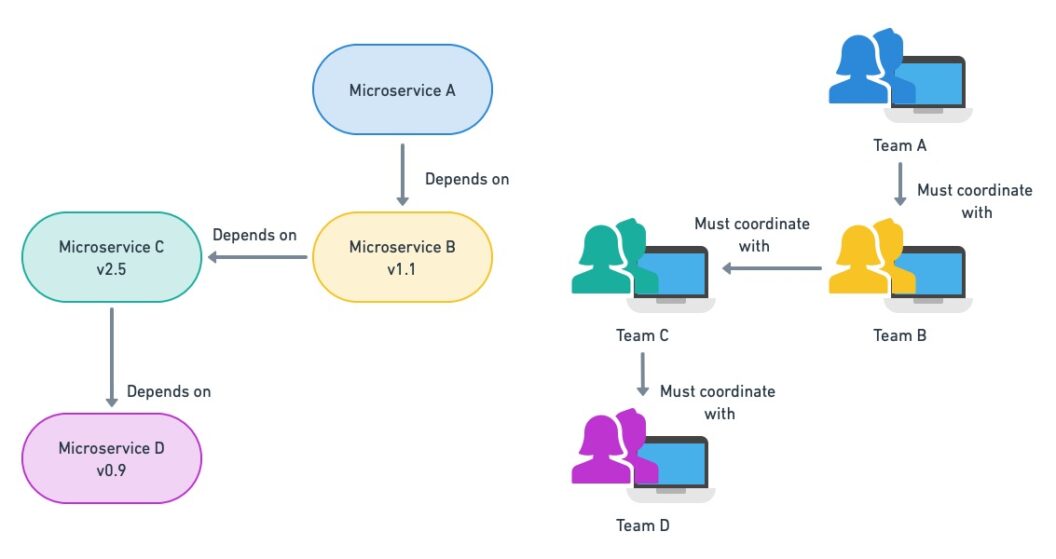 Microservice A
Depends on
Microservice B
v1.1
Depends on
Microservice C
v2.5
Depends on
Microservice D
v0.9
Team A
Must coordinate
with
Team B
Must coordinate
with
Team C
Must coordinate
with
Team D